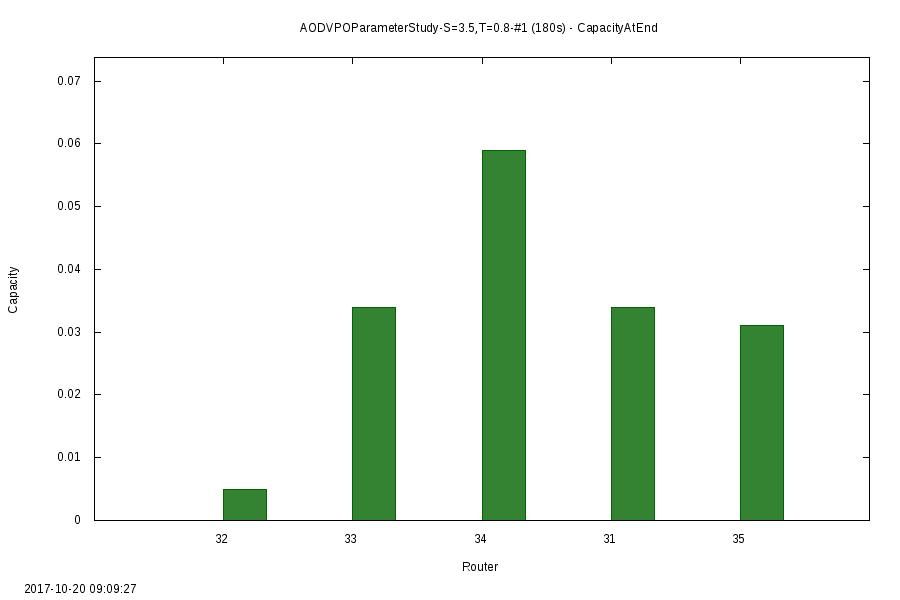 AODVPOParameterStudy-S=3.5,T=0.8-#1 (180s) - CapacityAtEnd
0.07
0.06
0.05
0.04
0.03
0.02
0.01
0
Capacity
32 33 34 31 35
Router
2017-10-20 09:09:27